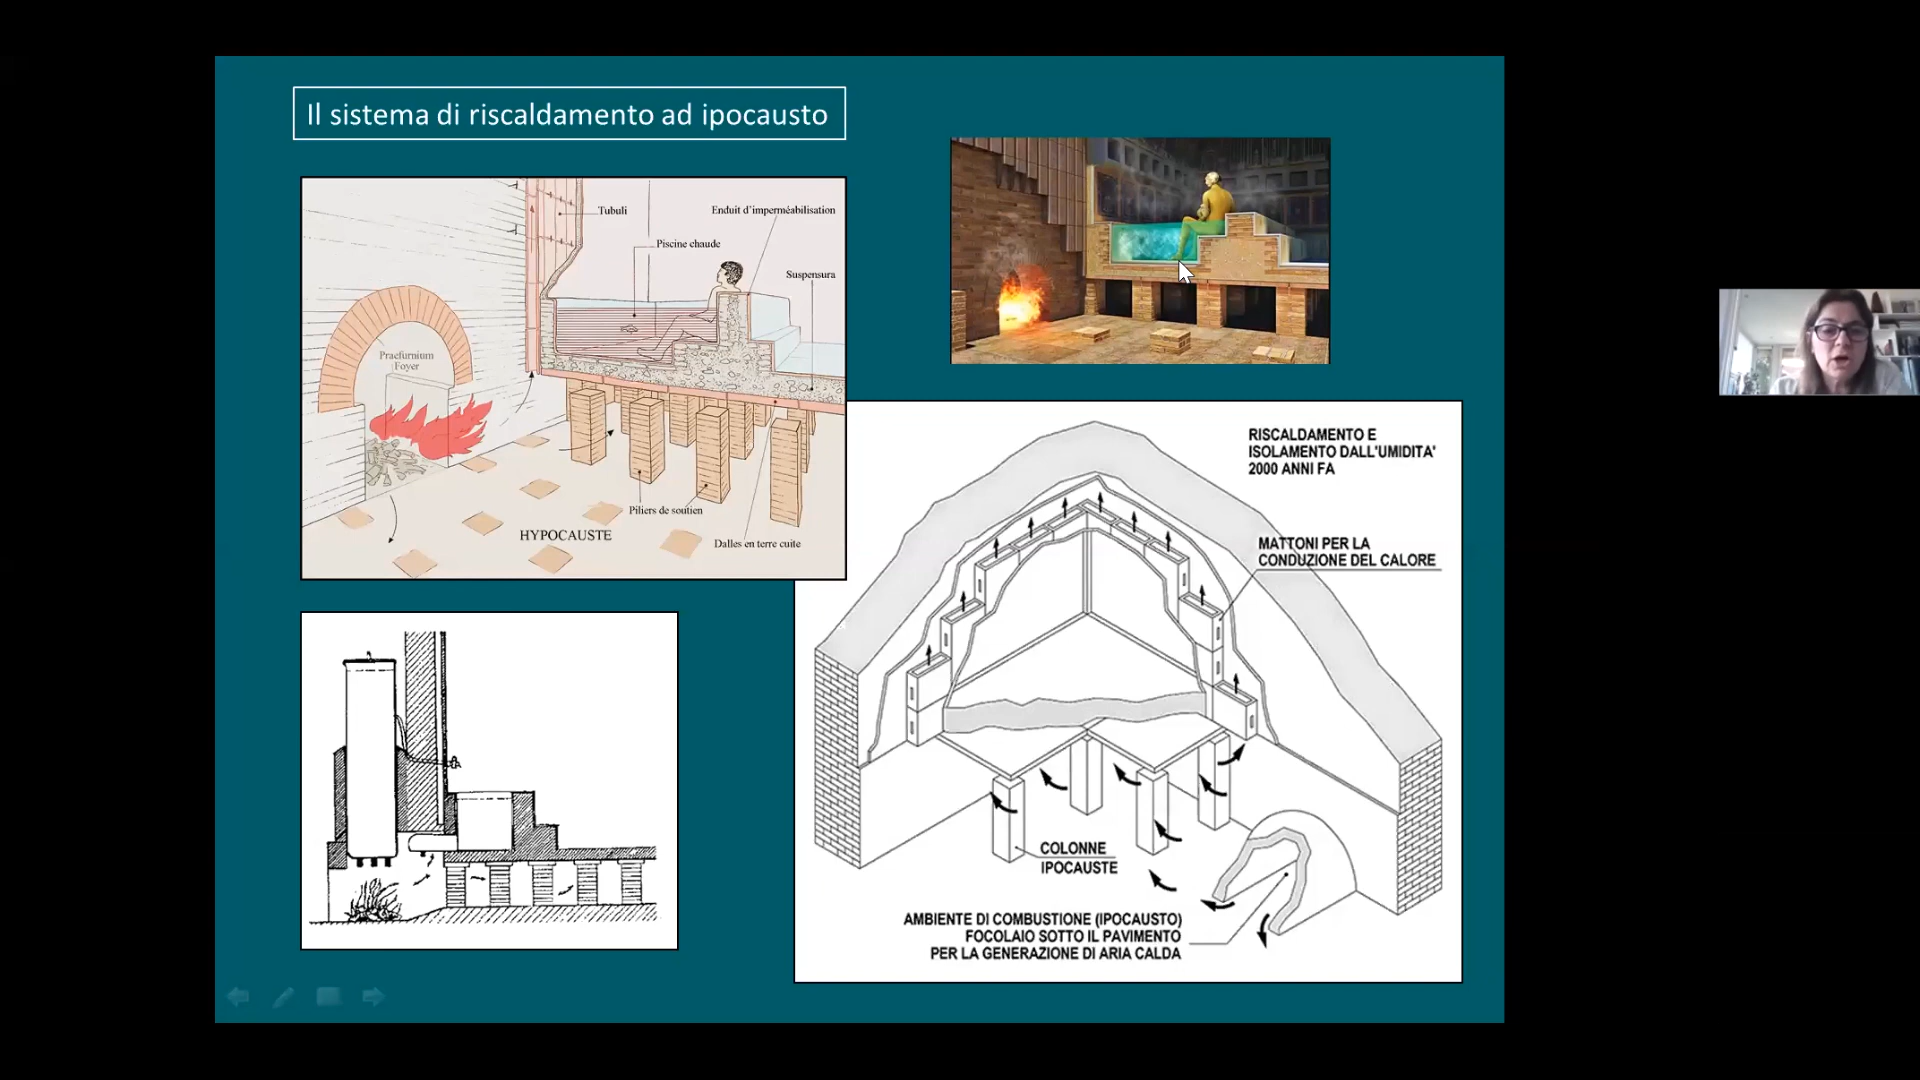 Il sistema di riscaldamento ad ipocausto
Tubuli
Enduit d'imperméabilisation
Piscine chaude
Suspensura
Praefurnium
Foyer
Piliers de soutien
HYPOCAUSTE
Dalles en terre cuite
RISCALDAMENTO E
ISOLAMENTO DALL'UMIDITA'
2000 ANNI FA
MATTONI PER LA
CONDUZIONE DEL CALORE
COLONNE
IPOCAUSTE
AMBIENTE DI COMBUSTIONE (IPOCAUSTO)
FOCOLAIO SOTTO IL PAVIMENTO
PER LA GENERAZIONE DI ARIA CALDA